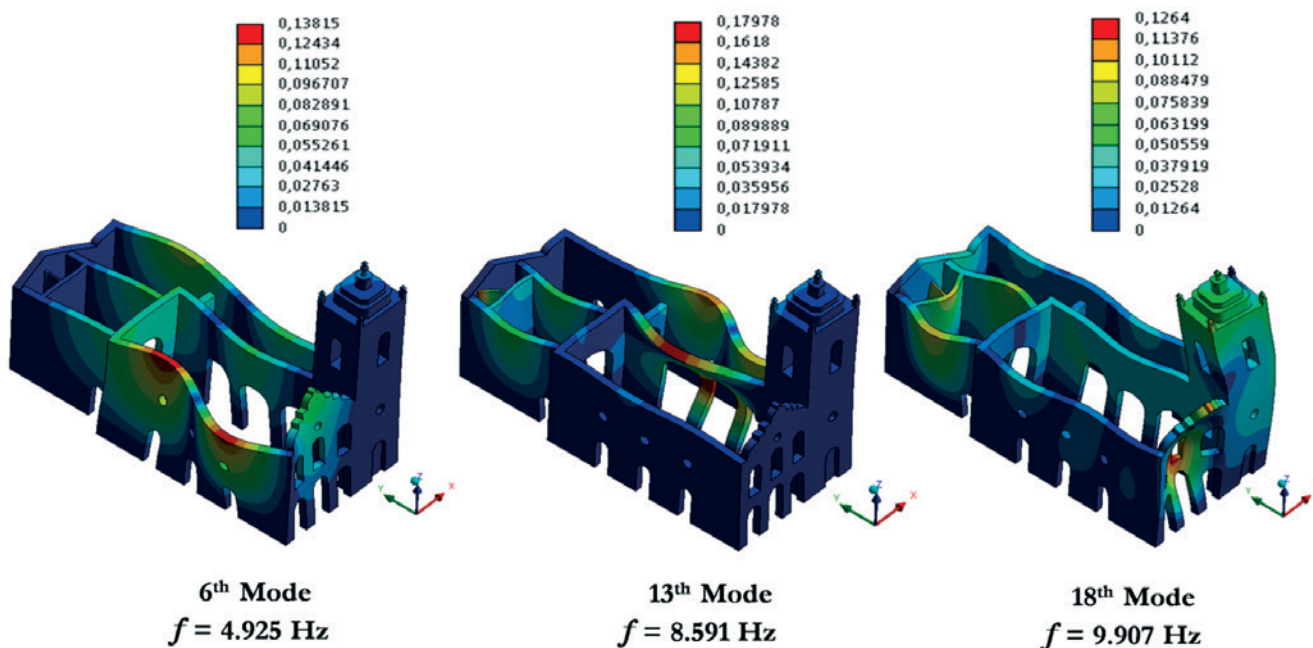 0,13815
0,12434
0,11052
0,096707
0,082891
0,069076
0,055261
0,041446
0,02763
0,013815
0
0,17978
0,1618
0,14382
0,12585
0,10787
0,089889
0,071911
0,053934
0,035956
0,017978
0
0,1264
0,11376
0,10112
0,088479
0,075839
0,063199
0,050559
0,037919
0,02528
0,01264
0
Y
Z
X
Y
Z
X
Y
Z
6th Mode
f = 4.925 Hz
13th Mode
f = 8.591 Hz
18th Mode
f = 9.907 Hz